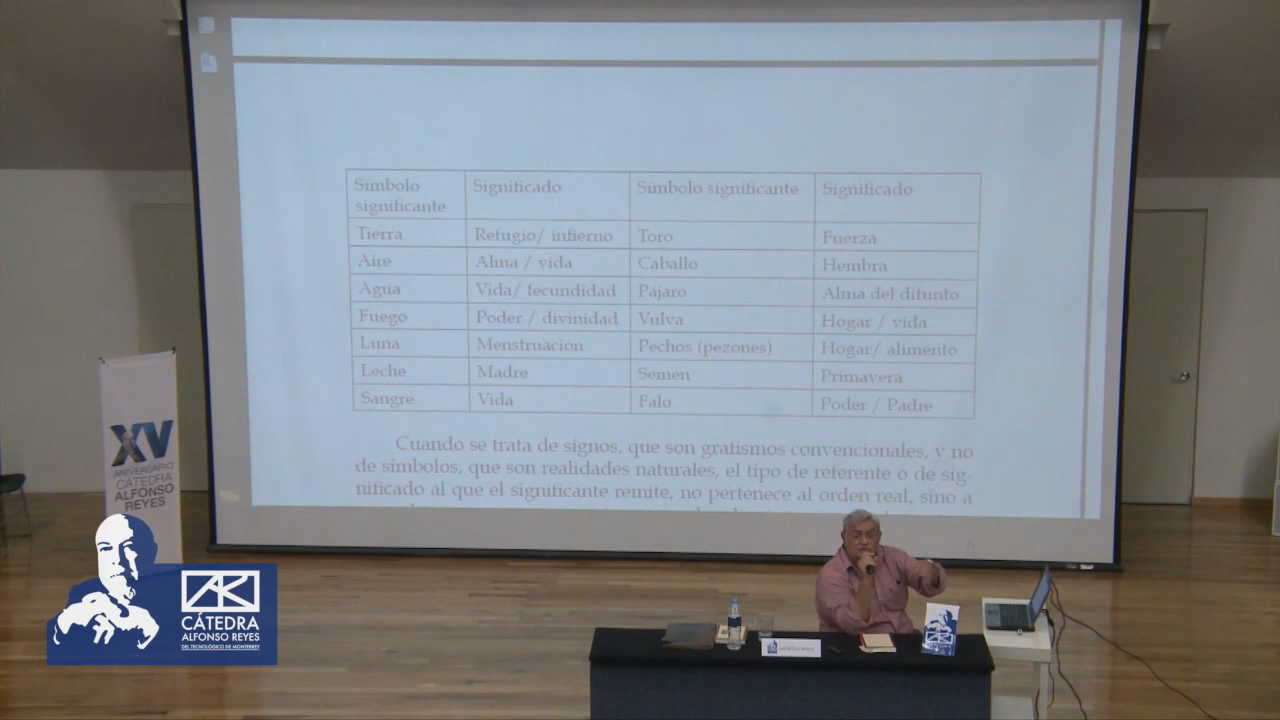 Símbolo significante | Significado | Símbolo significante | Significado
Tierra | Refugio/ infierno | Toro | Fuerza
Aire | Alma / vida | Caballo | Hembra
Agua | Vida/ fecundidad | Pájaro | Alma del difunto
Fuego | Poder / divinidad | Vulva | Hogar / vida
Luna | Menstruación | Pechos (pezones) | Hogar/ alimento
Leche | Madre | Semen | Primavera
Sangre | Vida | Falo | Poder / Padre
Cuando se trata de signos, que son grafismos convencionales, y no
de símbolos, que son realidades naturales, el tipo de referente o de sig-
nificado al que el significante remite, no pertenece al orden real, sino a
XV
ANIVERSARIO
CÁTEDRA
ALFONSO
REYES
CÁTEDRA
ALFONSO REYES
DEL TECNOLÓGICO DE MONTERREY